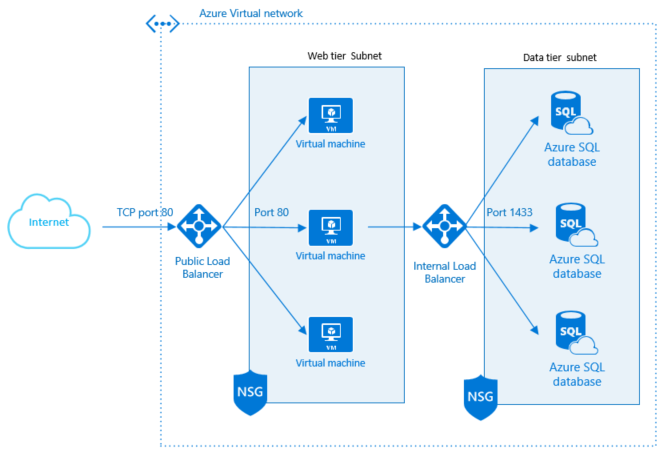 Azure Virtual network
Web tier Subnet
Data tier subnet
VM
Virtual machine
SQL
Azure SQL
database
Internet
TCP port 80
Public Load
Balancer
Port 80
VM
Virtual machine
Internal Load
Balancer
Port 1433
SQL
Azure SQL
database
VM
Virtual machine
SQL
Azure SQL
database
NSG
NSG